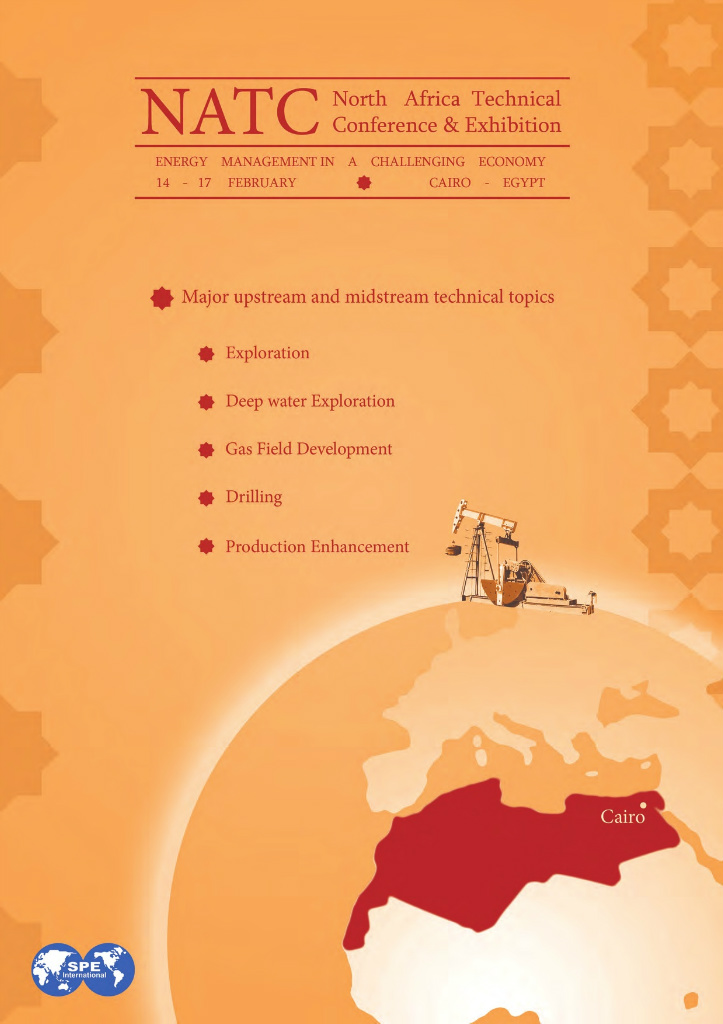 NATC
North Africa Technical
Conference & Exhibition
ENERGY MANAGEMENT IN A CHALLENGING ECONOMY
14 - 17 FEBRUARY CAIRO - EGYPT
Major upstream and midstream technical topics
Exploration
Deep water Exploration
Gas Field Development
Drilling
Production Enhancement
Cairo
SPE
International